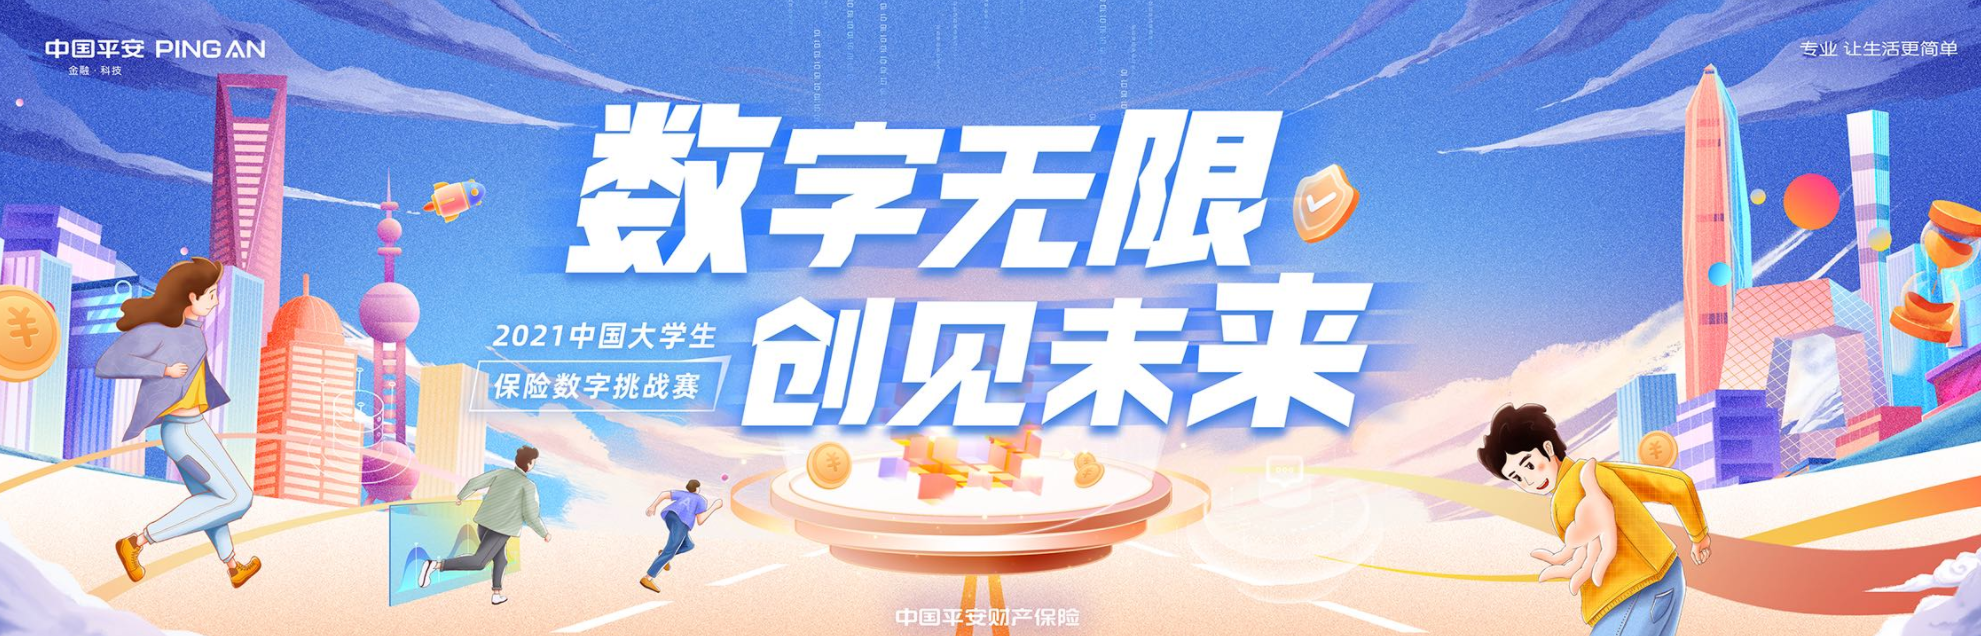 中国平安 PING AN
金融·科技
专业 让生活更简单
数字无限
创见未来
2021中国大学生
保险数字挑战赛
中国平安财产保险